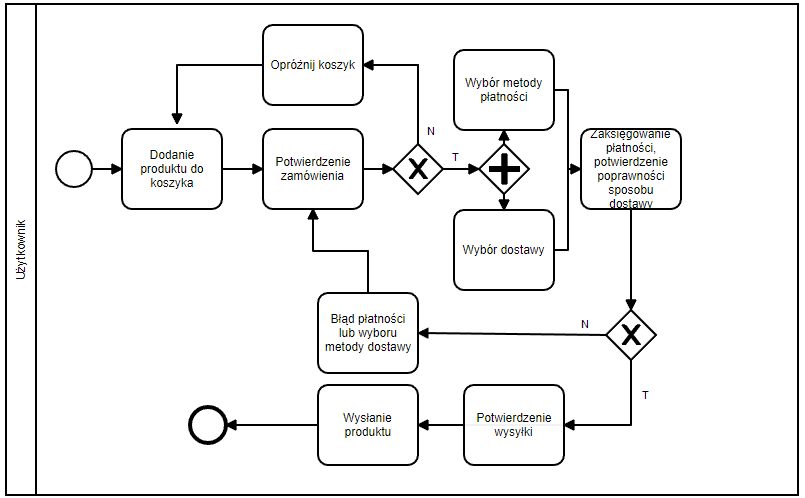 Użytkownik
Opróżnij koszyk
Dodanie
produktu do
koszyka
Potwierdzenie
zamówienia
N
T
Wybór metody
płatności
Wybór dostawy
Zaksięgowanie
płatności,
potwierdzenie
poprawności
sposobu
dostawy
N
T
Błąd płatności
lub wyboru
metody dostawy
Potwierdzenie
wysyłki
Wysłanie
produktu